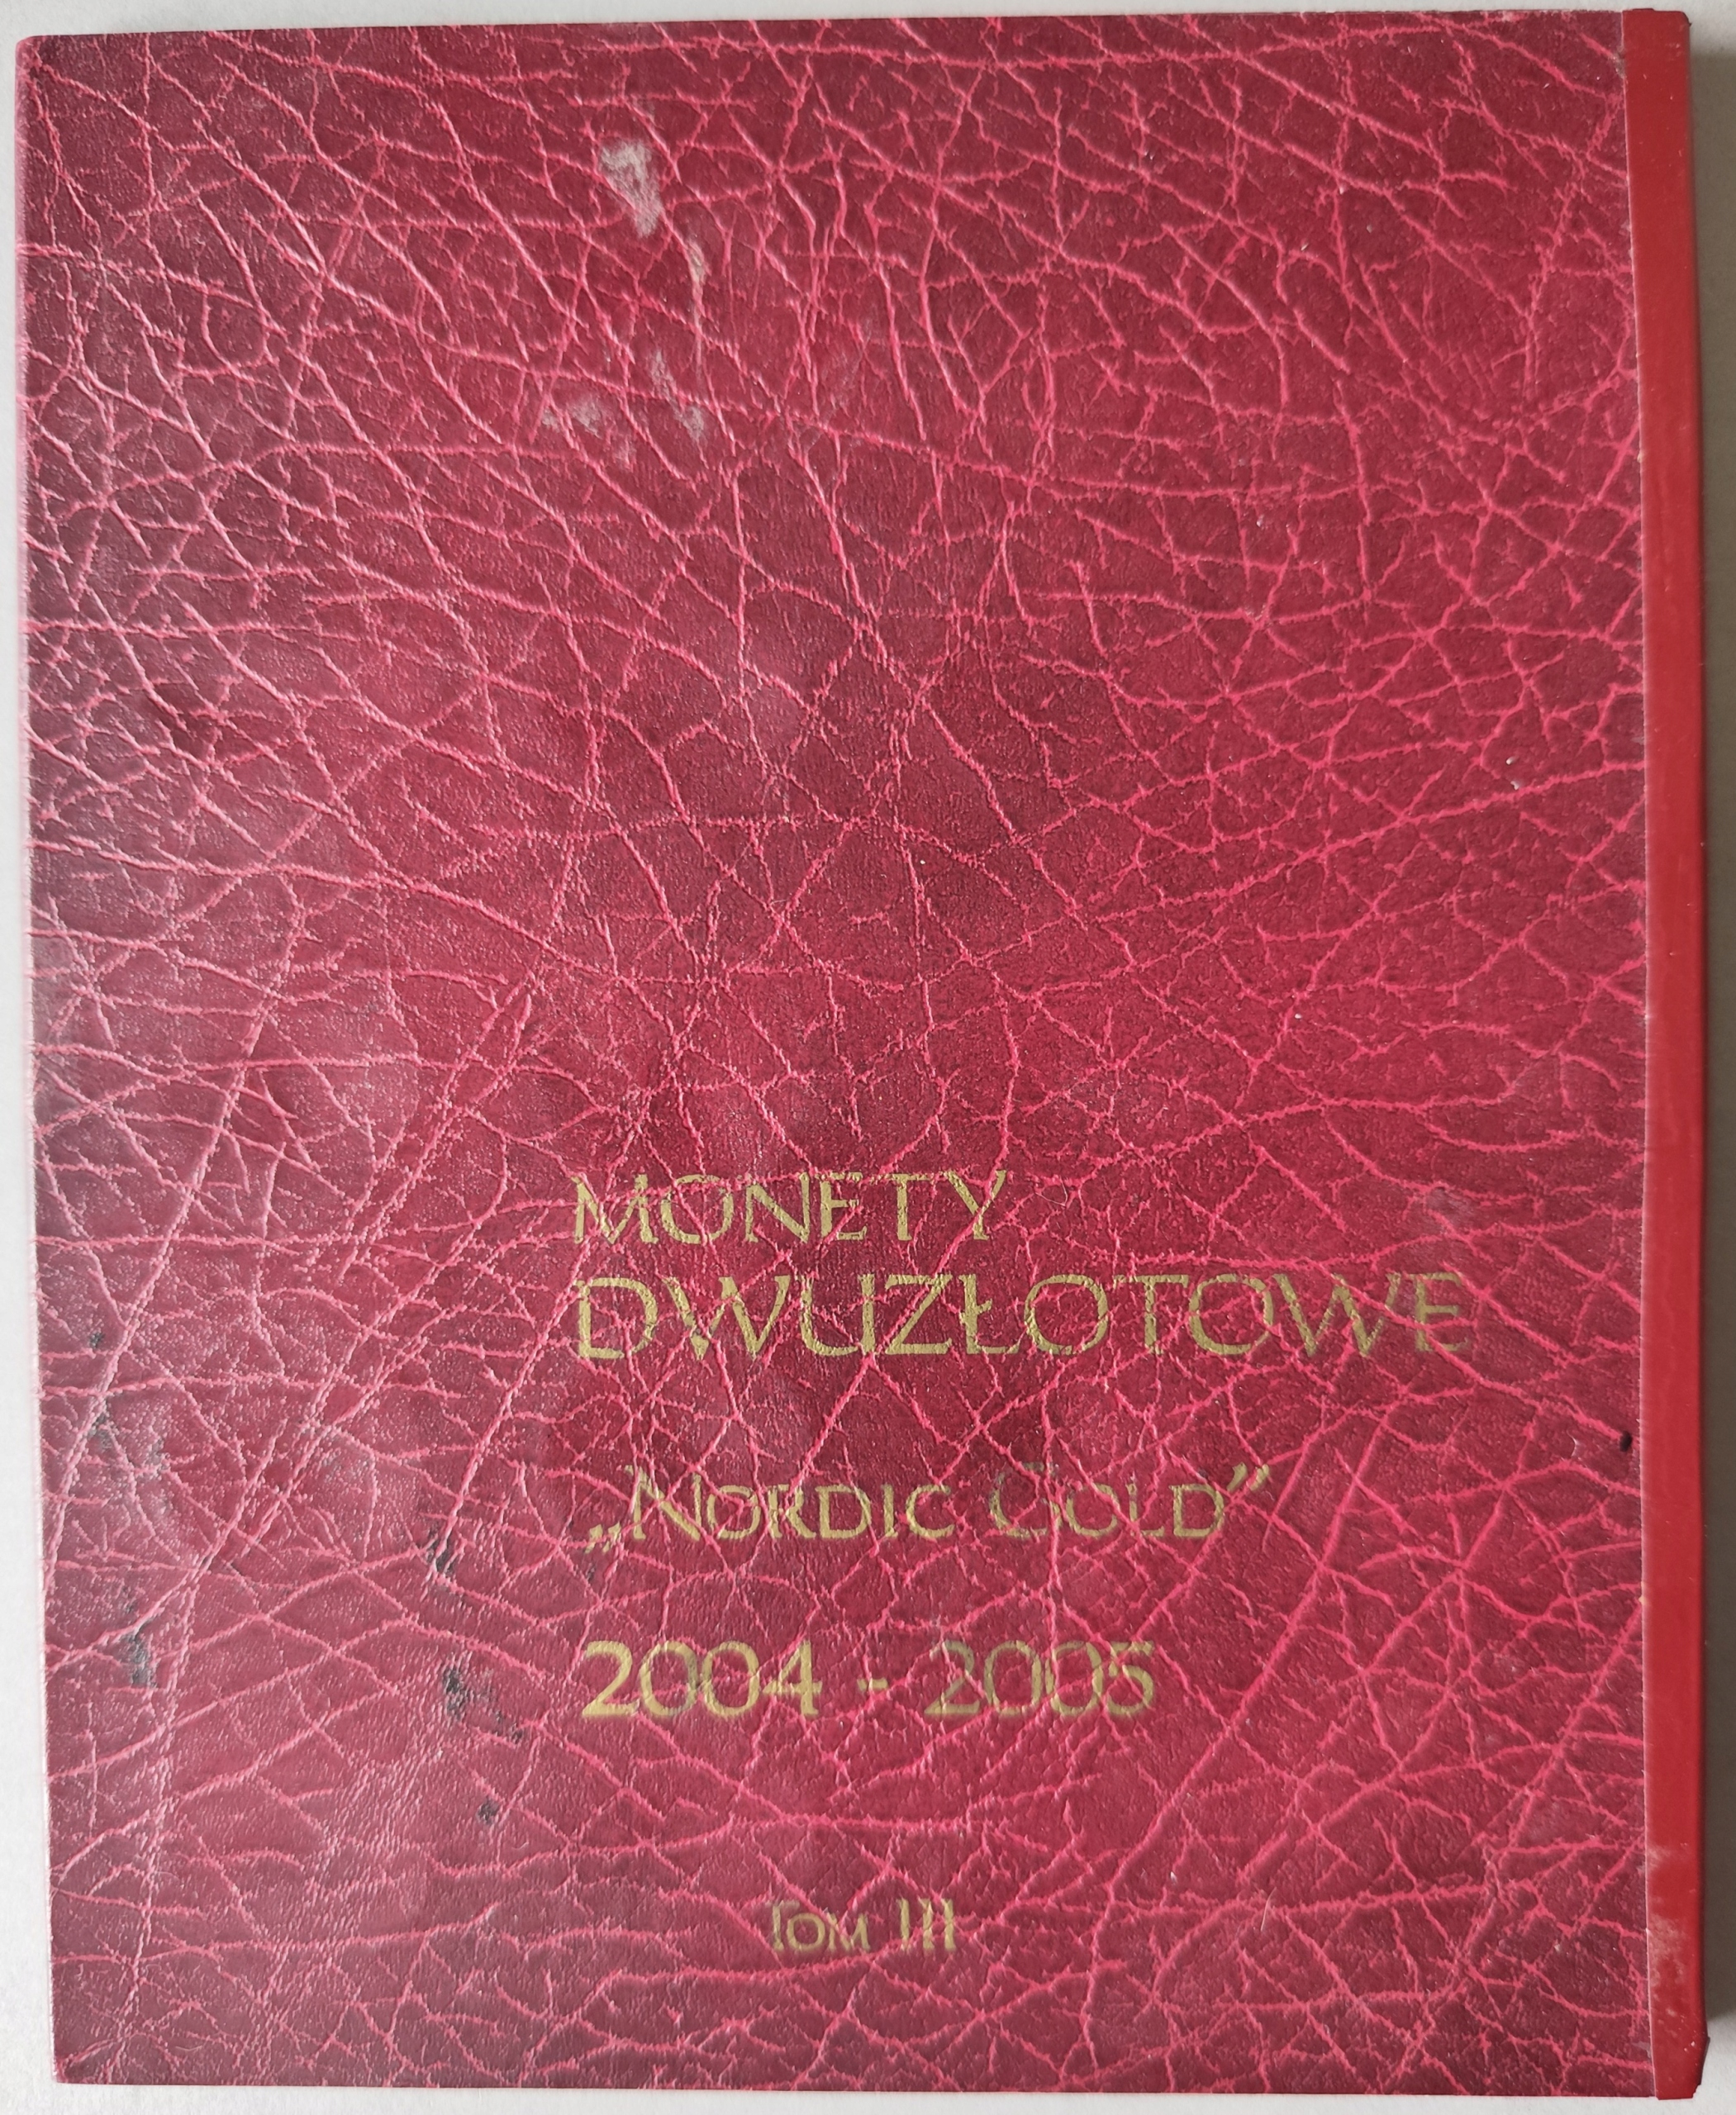 MONETY
DWUZŁOTOWE
„NORDIC GOLD”
2004 - 2005
TOM III